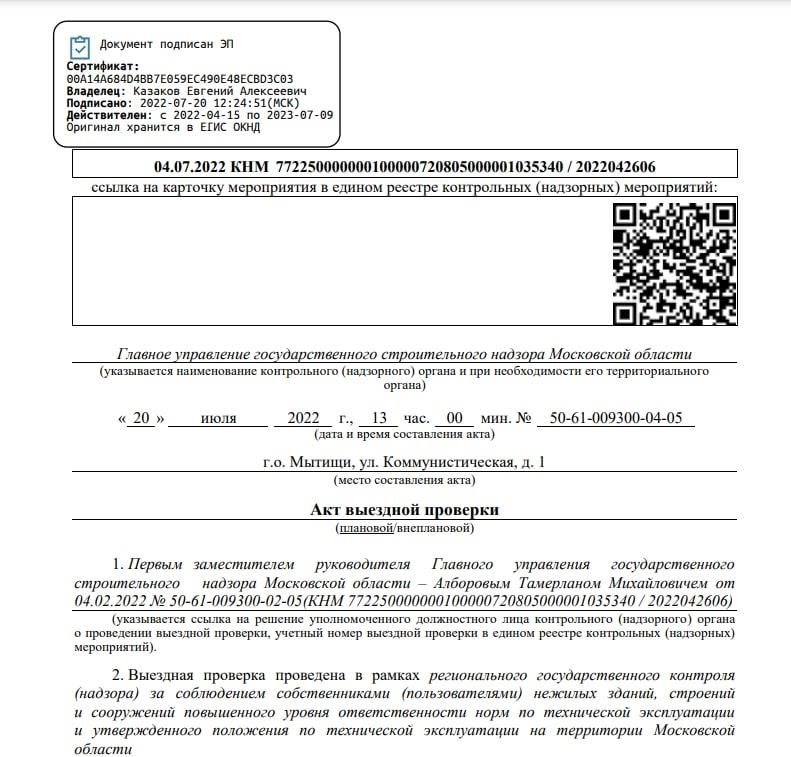 Документ подписан ЭП
Сертификат:
00A14A684D4BB7E059EC490E48ECBD3C03
Владелец: Казаков Евгений Алексеевич
Подписано: 2022-07-20 12:24:51(МСК)
Действителен: с 2022-04-15 по 2023-07-09
Оригинал хранится в ЕГИС ОКНД
04.07.2022 КНМ 772250000000100000720805000001035340 / 2022042606
ссылка на карточку мероприятия в едином реестре контрольных (надзорных) мероприятий:
Главное управление государственного строительного надзора Московской области
(указывается наименование контрольного (надзорного) органа и при необходимости его территориального
органа)
« 20 » июля 2022 г., 13 час. 00 мин. № 50-61-009300-04-05
(дата и время составления акта)
г.о. Мытищи, ул. Коммунистическая, д. 1
(место составления акта)
Акт выездной проверки
(плановой/внеплановой)
1. Первым заместителем руководителя Главного управления государственного
строительного надзора Московской области – Алборовым Тамерланом Михайловичем от
04.02.2022 № 50-61-009300-02-05(КНМ 772250000000100000720805000001035340 / 2022042606)
(указывается ссылка на решение уполномоченного должностного лица контрольного (надзорного) органа
о проведении выездной проверки, учетный номер выездной проверки в едином реестре контрольных (надзорных)
мероприятий).
2. Выездная проверка проведена в рамках регионального государственного контроля
(надзора) за соблюдением собственниками (пользователями) нежилых зданий, строений
и сооружений повышенного уровня ответственности норм по технической эксплуатации
и утвержденного положения по технической эксплуатации на территории Московской
области